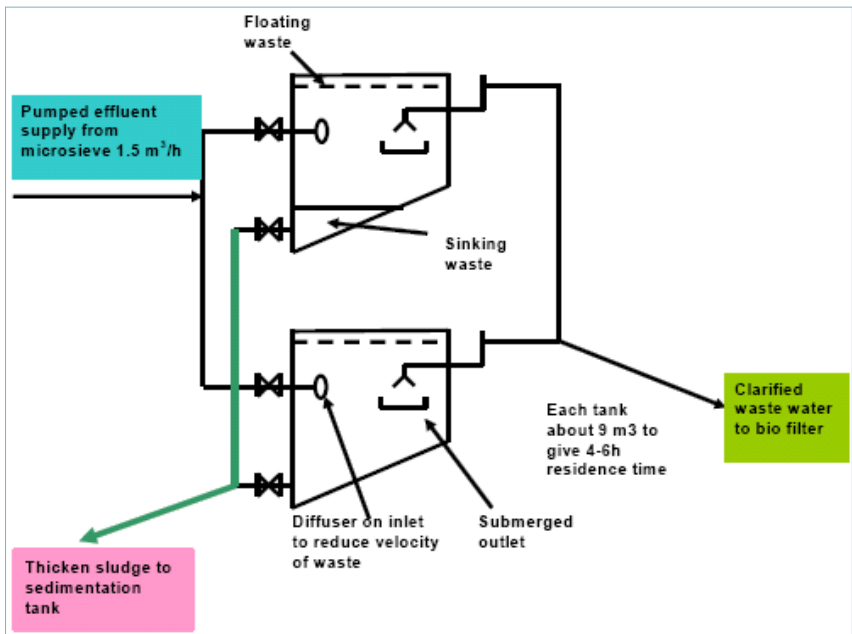 Floating
waste
Pumped effluent
supply from
microsieve 1.5 m³/h
Sinking
waste
Each tank
about 9 m3 to
give 4-6h
residence time
Clarified
waste water
to bio filter
Diffuser on inlet
to reduce velocity
of waste
Submerged
outlet
Thicken sludge to
sedimentation
tank